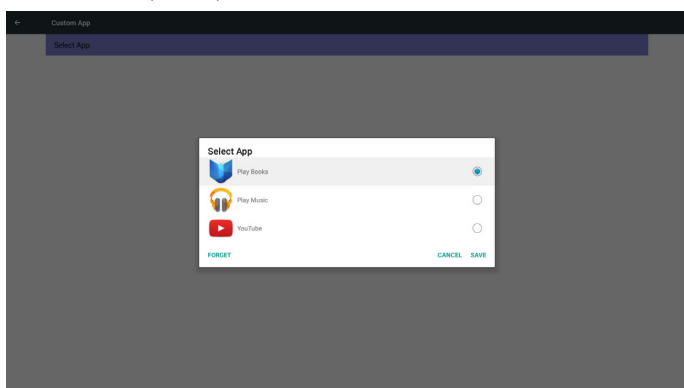 Custom App
Select App
Select App
Play Books
Play Music
YouTube
FORGET
CANCEL SAVE